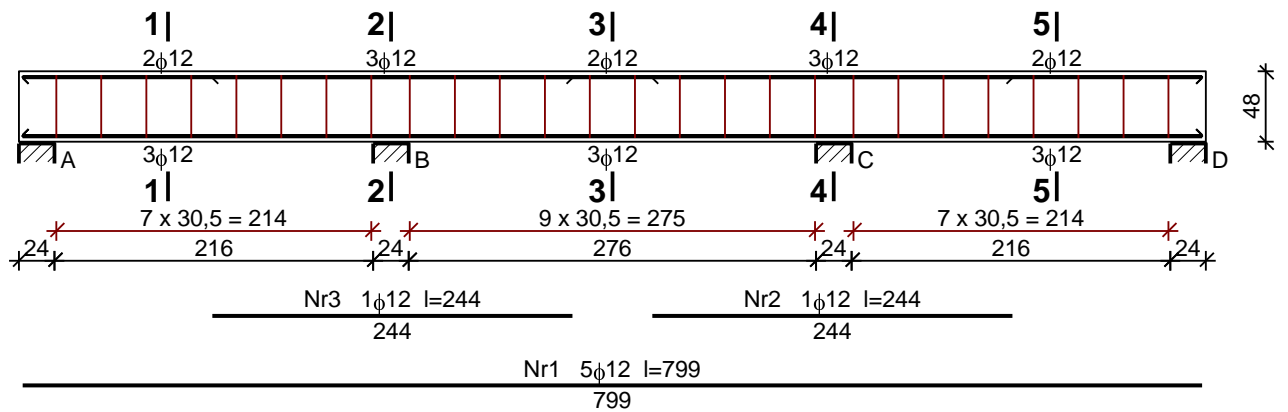 1 2 3 4 5
2ϕ12 3ϕ12 2ϕ12 3ϕ12 2ϕ12
48
A B C D
3ϕ12 3ϕ12 3ϕ12
1 2 3 4 5
7 x 30,5 = 214 9 x 30,5 = 275 7 x 30,5 = 214
24 216 24 276 24 216 24
Nr3 1ϕ12 l=244 Nr2 1ϕ12 l=244
244 244
Nr1 5ϕ12 l=799
799